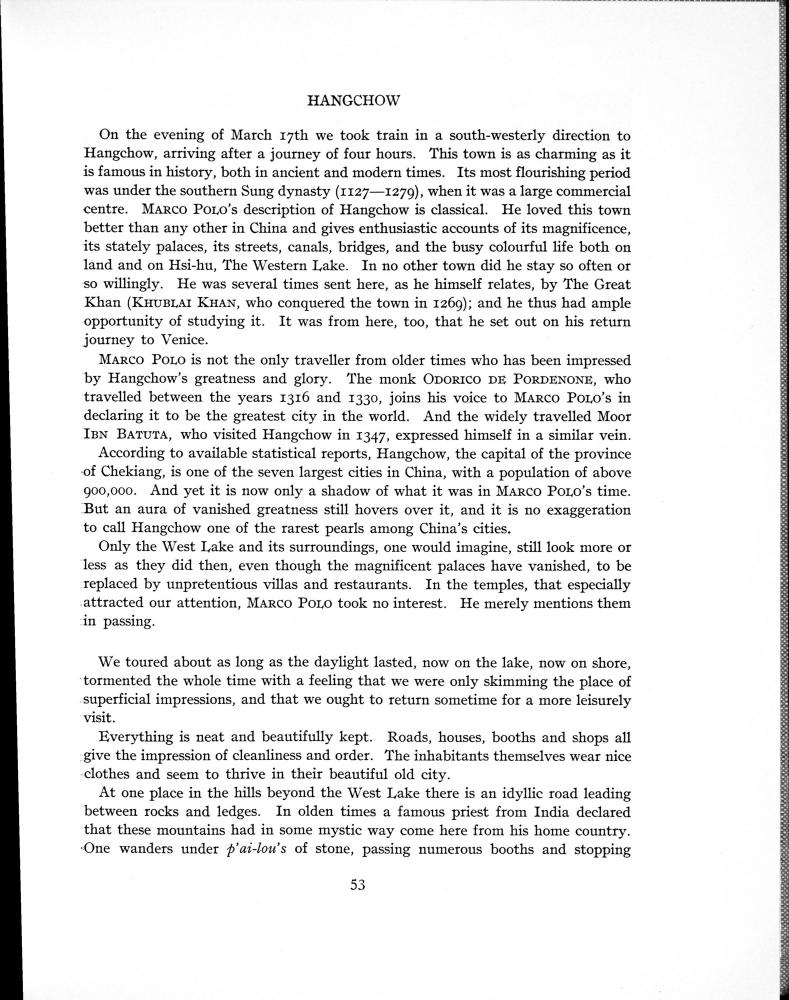 HANGCHOW
On the evening of March 17th we took train in a south-westerly direction to
Hangchow, arriving after a journey of four hours. This town is as charming as it
is famous in history, both in ancient and modern times. Its most flourishing period
was under the southern Sung dynasty (1127—1279), when it was a large commercial
centre. MARCO POLO's description of Hangchow is classical. He loved this town
better than any other in China and gives enthusiastic accounts of its magnificence,
its stately palaces, its streets, canals, bridges, and the busy colourful life both on
land and on Hsi-hu, The Western Lake. In no other town did he stay so often or
so willingly. He was several times sent here, as he himself relates, by The Great
Khan (KHUBLAI KHAN, who conquered the town in 1269); and he thus had ample
opportunity of studying it. It was from here, too, that he set out on his return
journey to Venice.
MARCO POLO is not the only traveller from older times who has been impressed
by Hangchow's greatness and glory. The monk ODORICO DE PORDENONE, who
travelled between the years 1316 and 1330, joins his voice to MARCO POLO's in
declaring it to be the greatest city in the world. And the widely travelled Moor
IBN BATUTA, who visited Hangchow in 1347, expressed himself in a similar vein.
According to available statistical reports, Hangchow, the capital of the province
of Chekiang, is one of the seven largest cities in China, with a population of above
900,000. And yet it is now only a shadow of what it was in MARCO POLO's time.
But an aura of vanished greatness still hovers over it, and it is no exaggeration
to call Hangchow one of the rarest pearls among China's cities.
Only the West Lake and its surroundings, one would imagine, still look more or
less as they did then, even though the magnificent palaces have vanished, to be
replaced by unpretentious villas and restaurants. In the temples, that especially
attracted our attention, MARCO POLO took no interest. He merely mentions them
in passing.
We toured about as long as the daylight lasted, now on the lake, now on shore,
tormented the whole time with a feeling that we were only skimming the place of
superficial impressions, and that we ought to return sometime for a more leisurely
visit.
Everything is neat and beautifully kept. Roads, houses, booths and shops all
give the impression of cleanliness and order. The inhabitants themselves wear nice
clothes and seem to thrive in their beautiful old city.
At one place in the hills beyond the West Lake there is an idyllic road leading
between rocks and ledges. In olden times a famous priest from India declared
that these mountains had in some mystic way come here from his home country.
One wanders under p'ai-lou's of stone, passing numerous booths and stopping
53